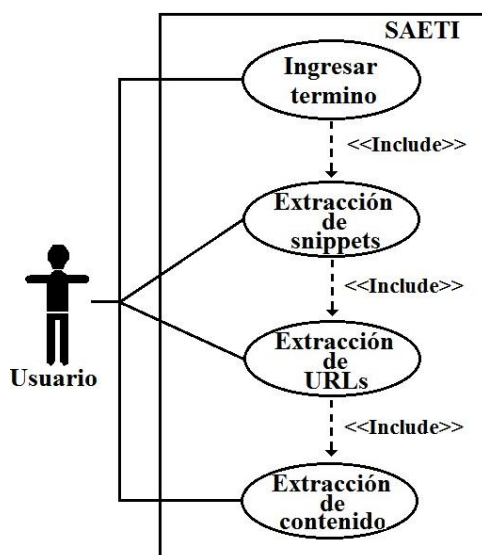 SAETI
Ingresar
termino
<<Include>>
Extracción
de
snippets
<<Include>>
Usuario
Extracción
de
URLs
<<Include>>
Extracción
de
contenido